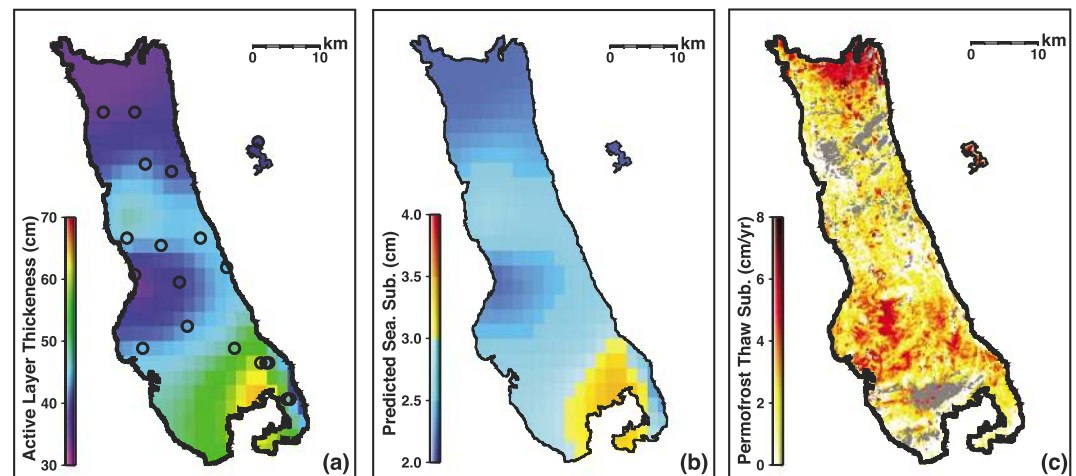 km
0 10
70
60
50
40
30
Active Layer Thickeness (cm)
(a)
km
0 10
4.0
3.5
3.0
2.5
2.0
Predicted Sea. Sub. (cm)
(b)
km
0 10
8
6
4
2
0
Permofrost Thaw Sub. (cm/yr)
(c)